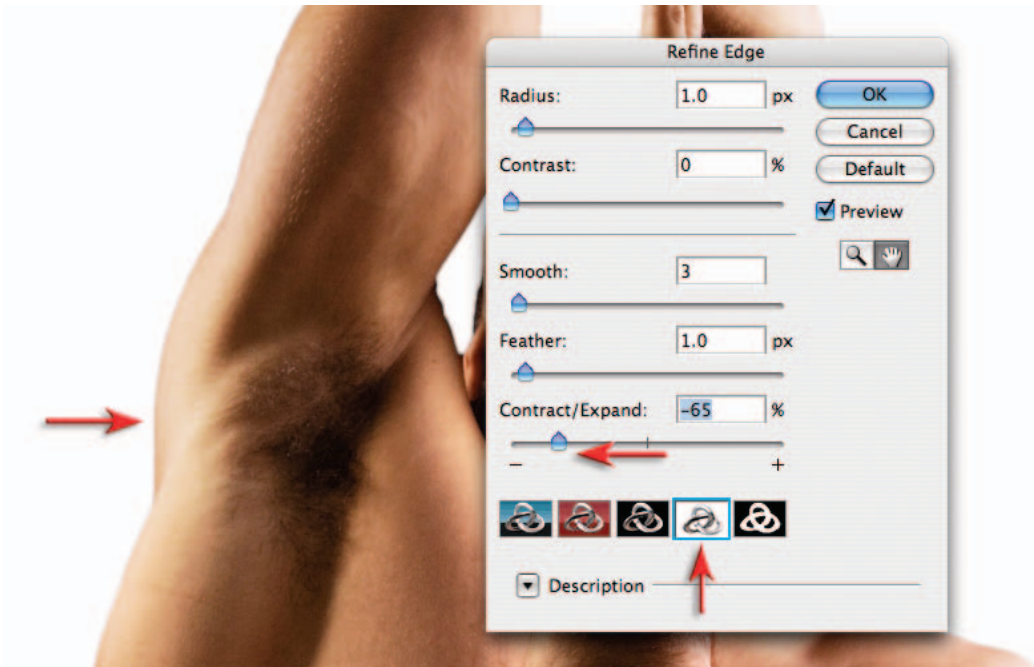 Refine Edge
Radius: 1.0 px
OK
Contrast: 0 %
Cancel
Default
Preview
Smooth: 3
Feather: 1.0 px
Contract/Expand: -65 %
− +
Description